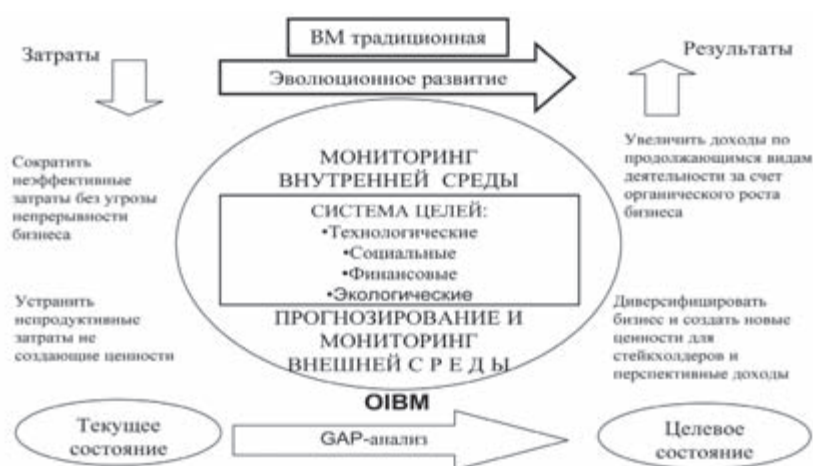 ВМ традиционная
Затраты
Результаты
Эволюционное развитие
Сократить
неэффективные
затраты без угрозы
непрерывности
бизнеса
МОНИТОРИНГ
ВНУТРЕННЕЙ СРЕДЫ
Увеличить доходы по
продолжающимся видам
деятельности за счет
органического роста
бизнеса
СИСТЕМА ЦЕЛЕЙ:
•Технологические
•Социальные
•Финансовые
•Экологические
Устранить
непродуктивные
затраты не
создающие ценности
ПРОГНОЗИРОВАНИЕ И
МОНИТОРИНГ
ВНЕШНЕЙ С Р Е Д Ы
Диверсифицировать
бизнес и создать новые
ценности для
стейкхолдеров и
перспективные доходы
OIBM
Текущее
состояние
GAP-анализ
Целевое
состояние